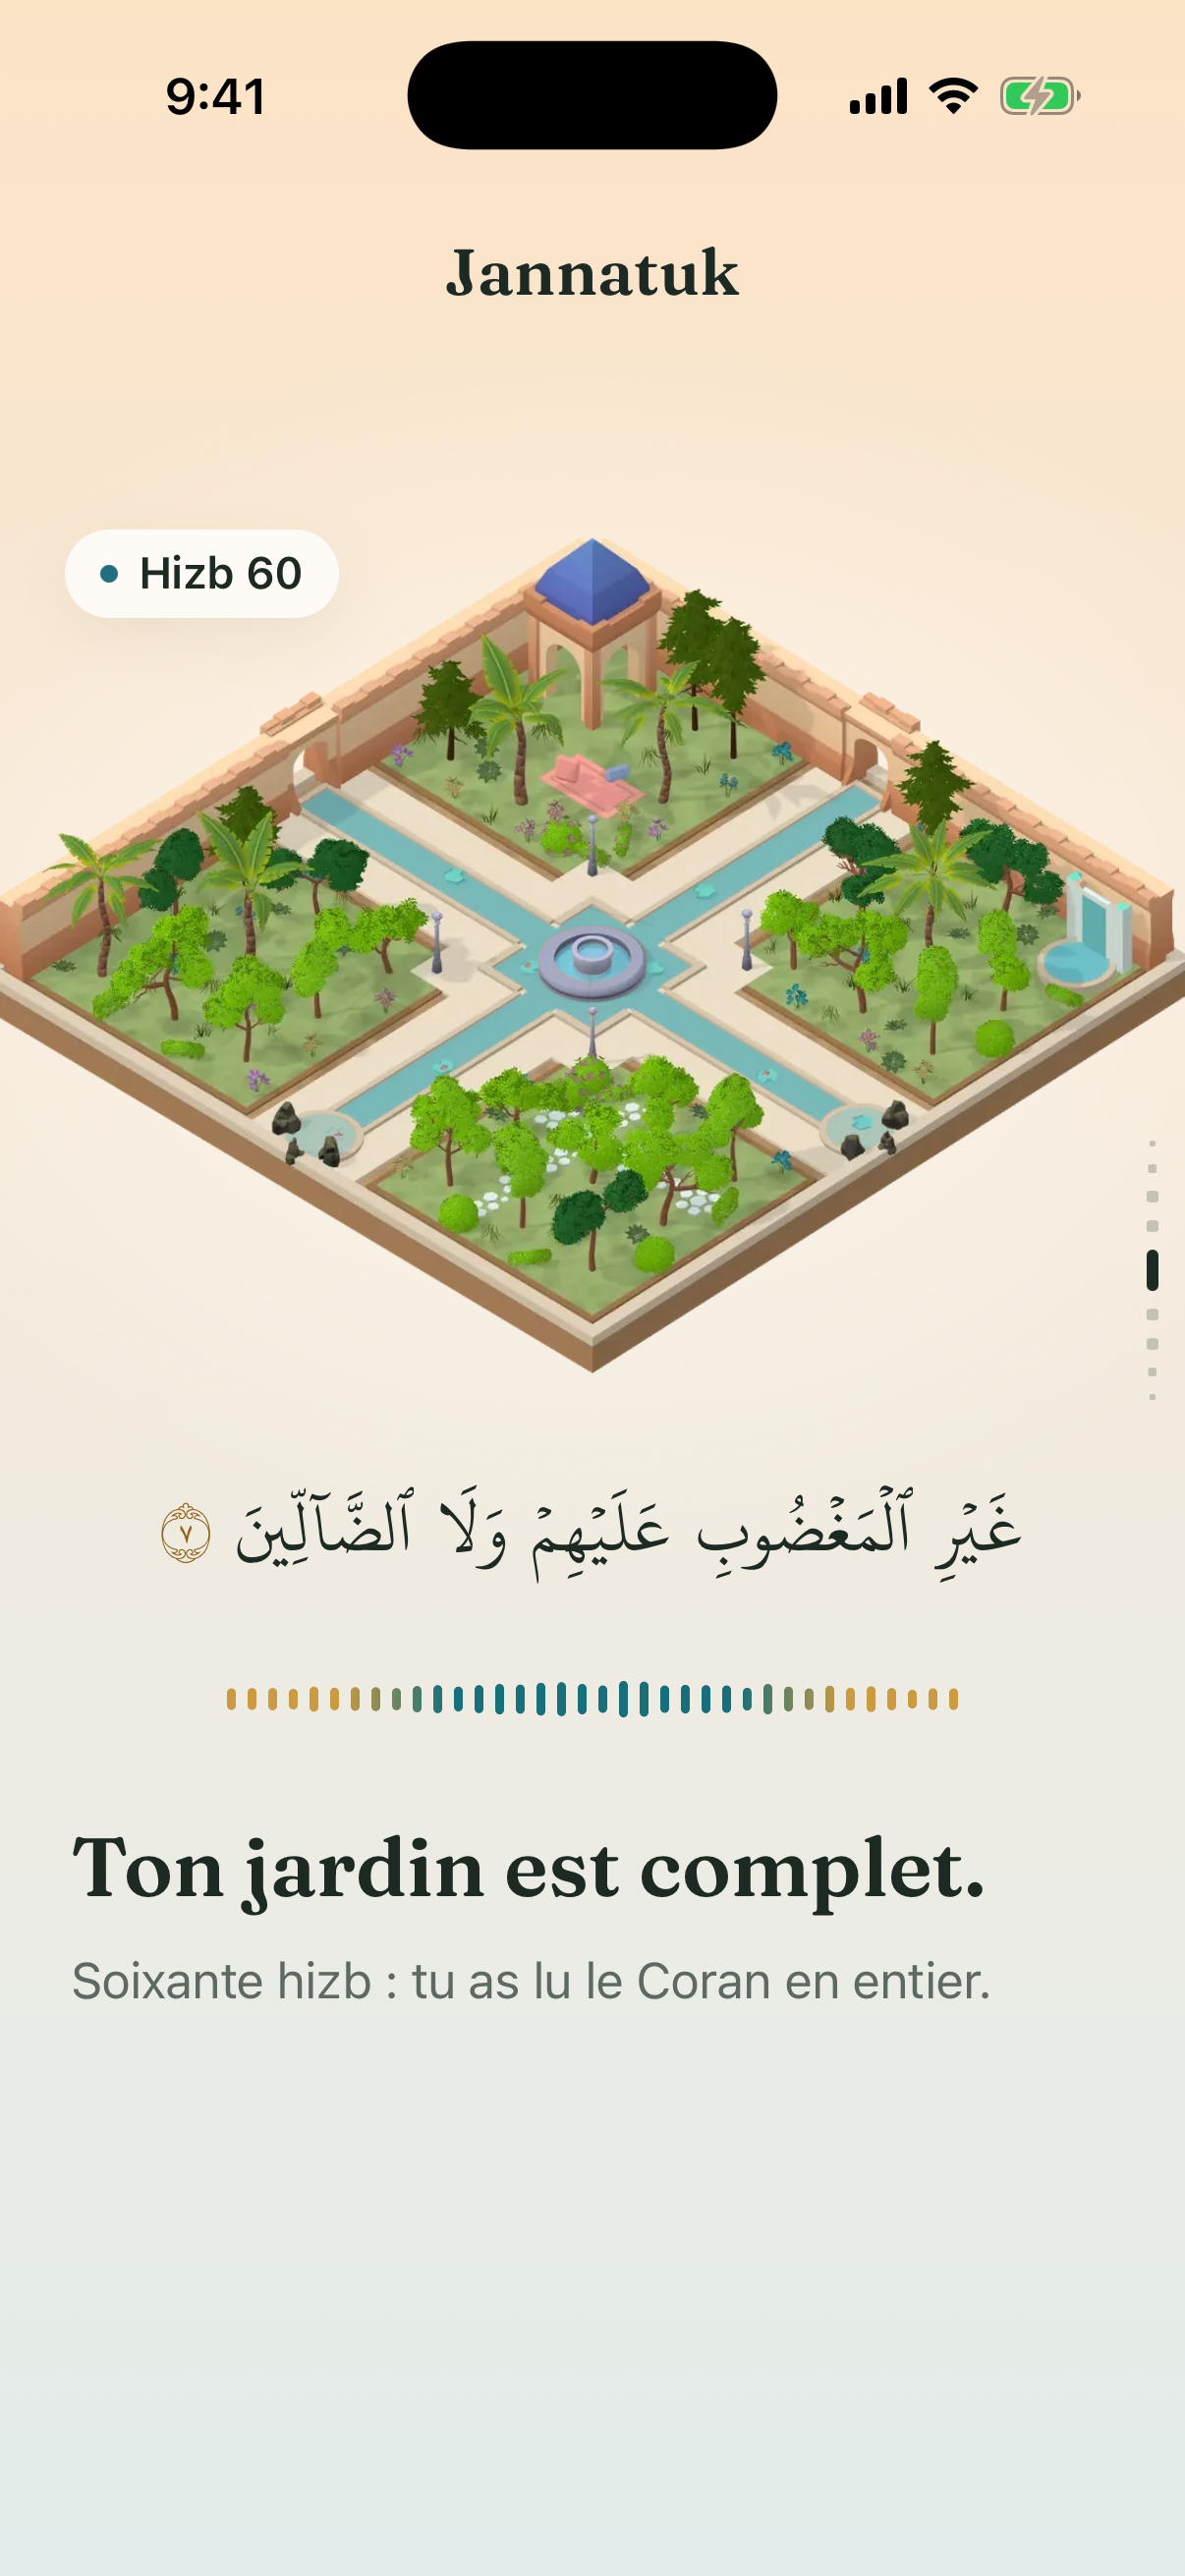 9:41
Jannatuk
Hizb 60
غَيْرِ ٱلْمَغْضُوبِ عَلَيْهِمْ وَلَا ٱلضَّآلِّينَ ٧
Ton jardin est complet.
Soixante hizb : tu as lu le Coran en entier.